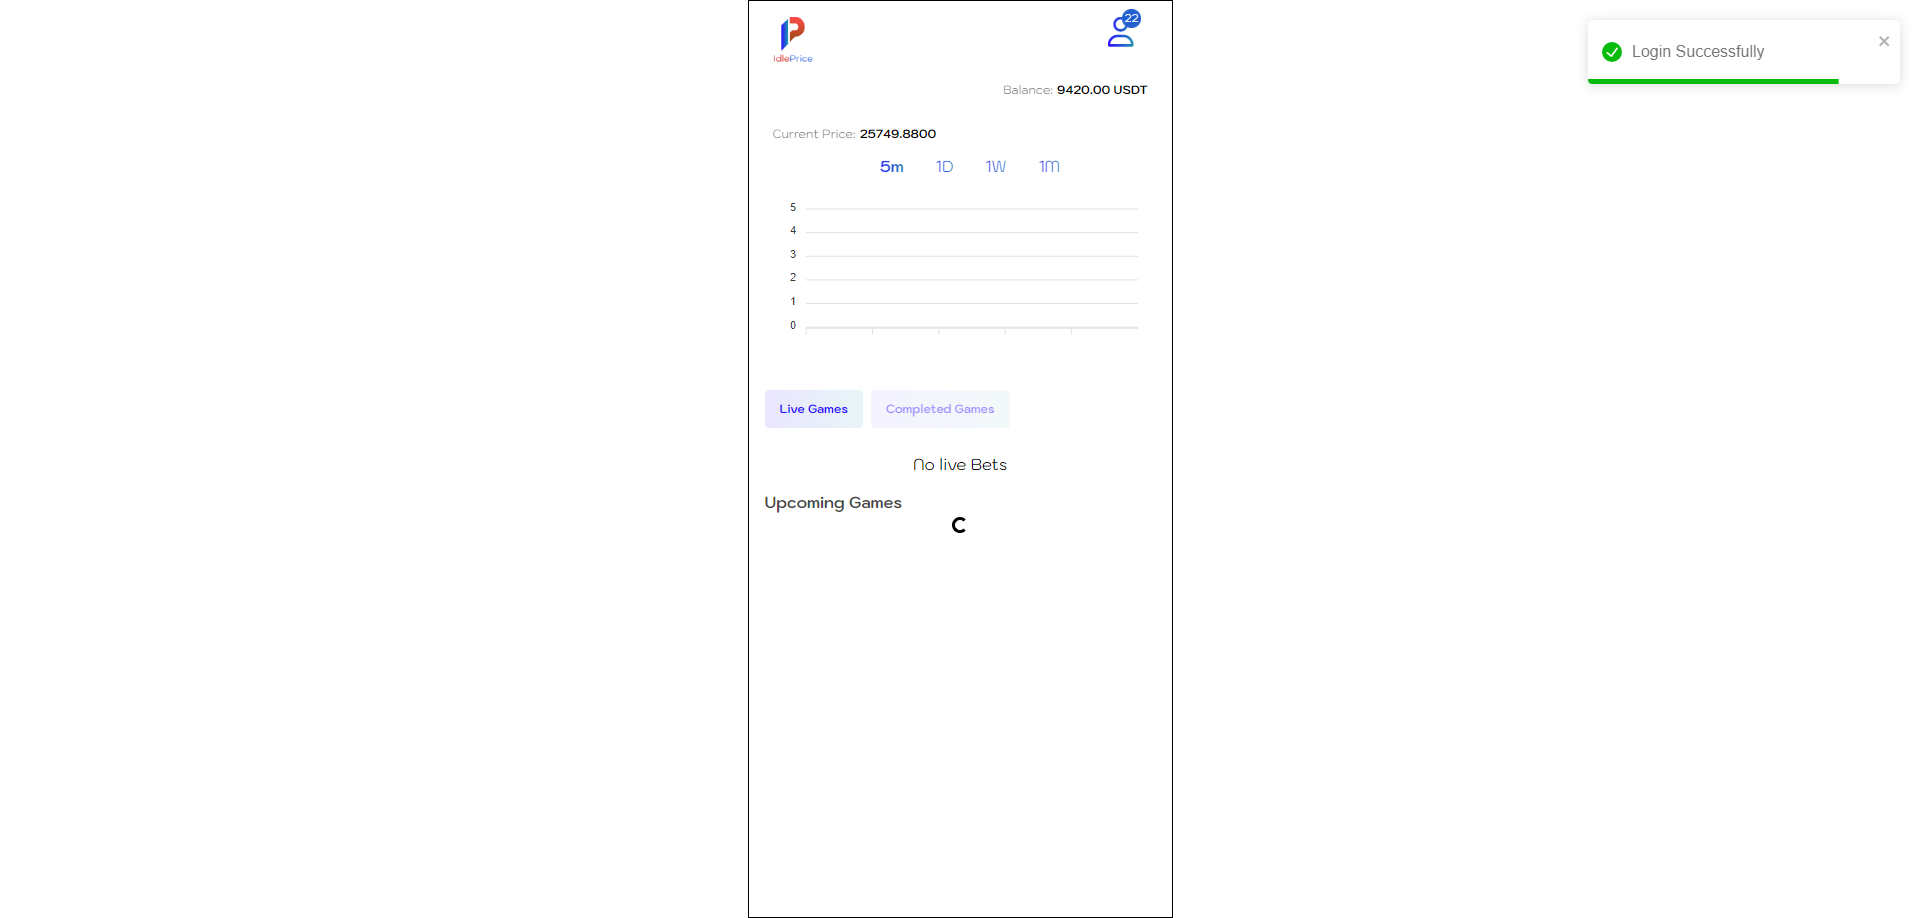 22
IdlePrice
Login Successfully
Balance: 9420.00 USDT
Current Price: 25749.8800
5m 1D 1W 1M
5
4
3
2
1
0
Live Games Completed Games
No live Bets
Upcoming Games